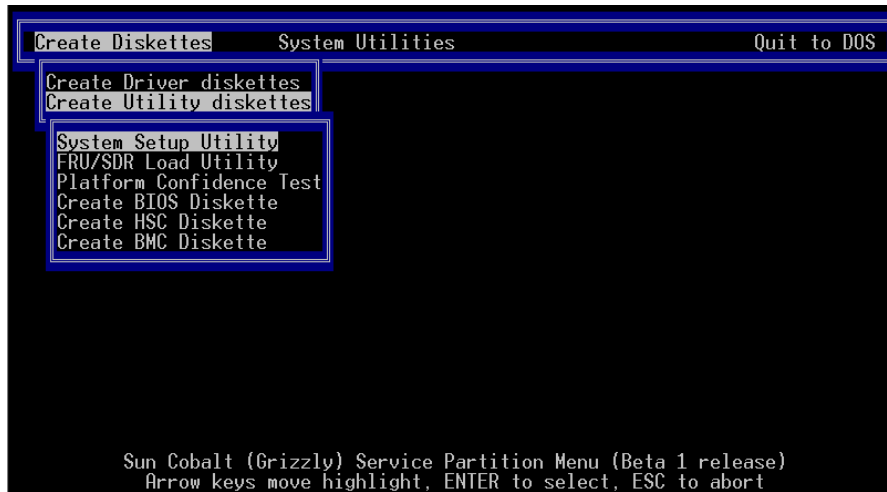 Create Diskettes System Utilities Quit to DOS
Create Driver diskettes
Create Utility diskettes
System Setup Utility
FRU/SDR Load Utility
Platform Confidence Test
Create BIOS Diskette
Create HSC Diskette
Create BMC Diskette
Sun Cobalt (Grizzly) Service Partition Menu (Beta 1 release)
Arrow keys move highlight, ENTER to select, ESC to abort